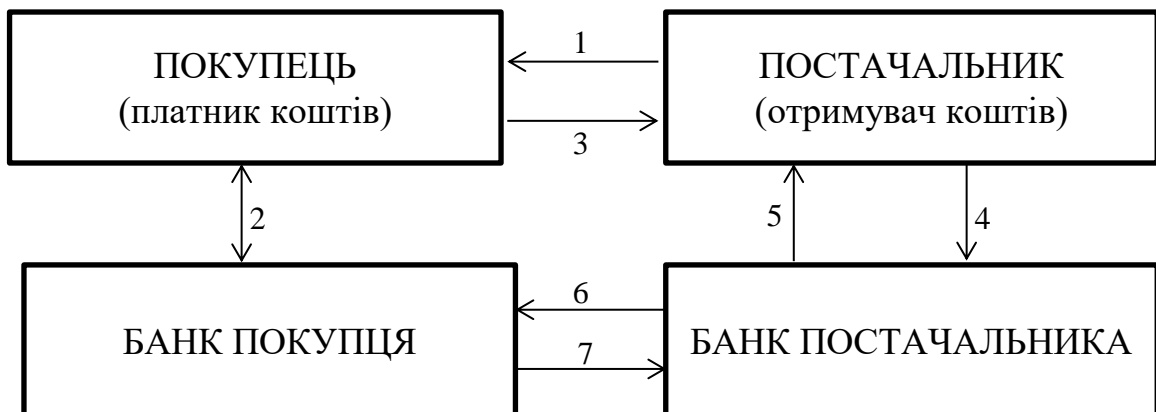 ПОКУПЕЦЬ
(платник коштів)
1
3
ПОСТАЧАЛЬНИК
(отримувач коштів)
2
5
4
БАНК ПОКУПЦЯ
6
7
БАНК ПОСТАЧАЛЬНИКА